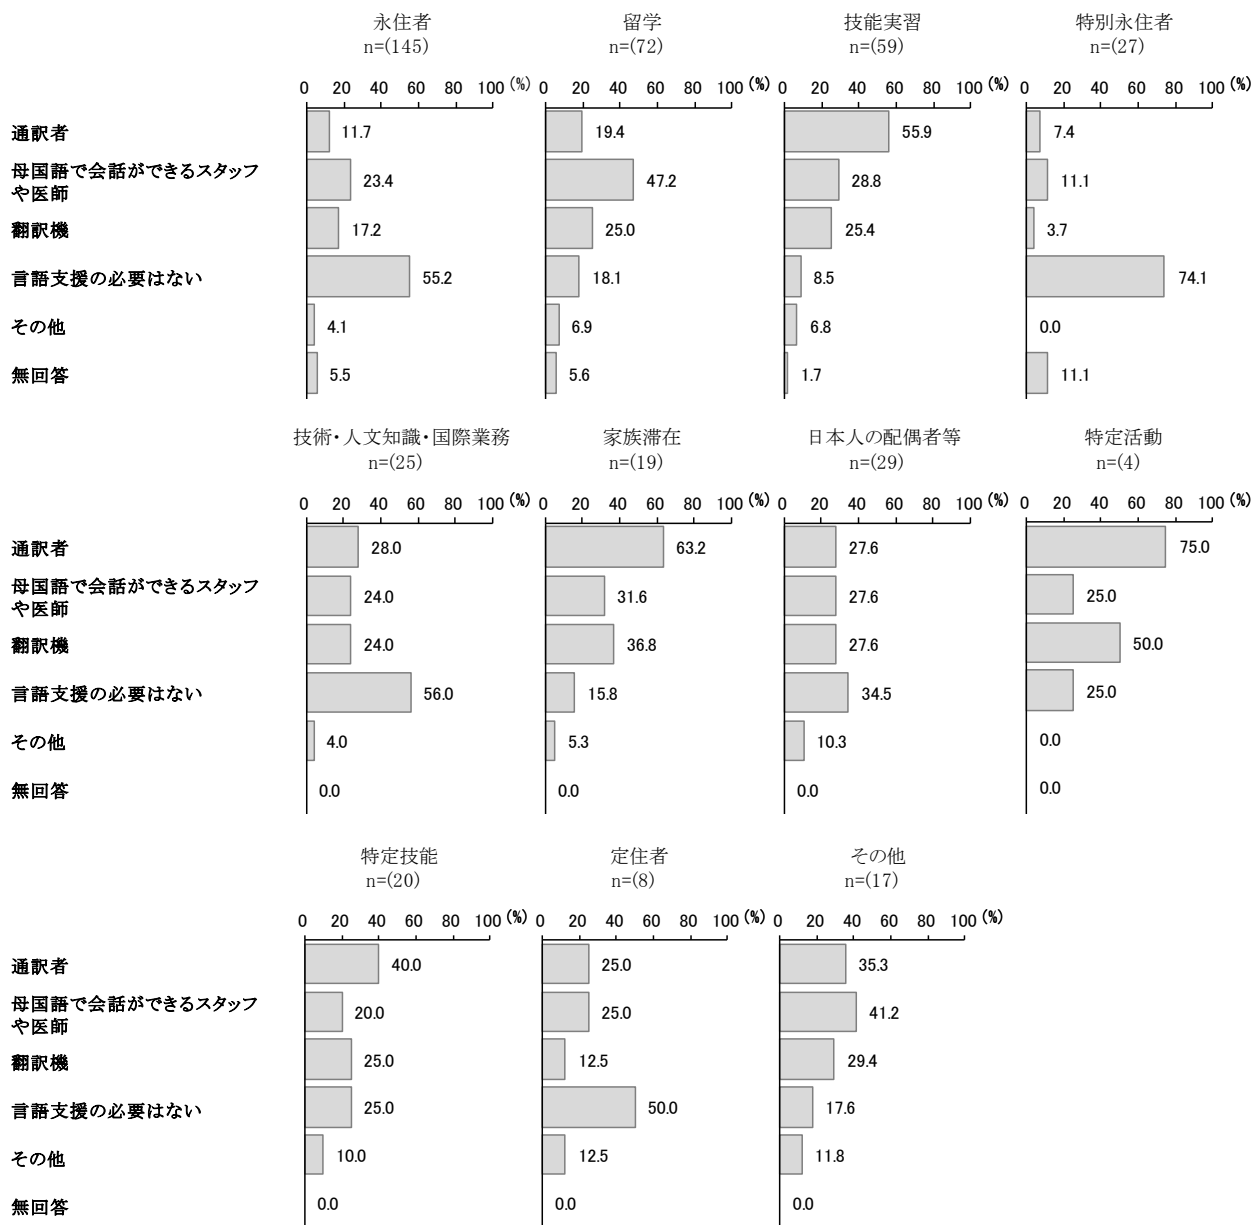 永住者 留学 技能実習 特別永住者
n=(145) n=(72) n=(59) n=(27)
0 20 40 60 80 100 (%) 0 20 40 60 80 100 (%) 0 20 40 60 80 100 (%) 0 20 40 60 80 100 (%)
通訳者 11.7 19.4 55.9 7.4
母国語で会話ができるスタッフ
や医師 23.4 47.2 28.8 11.1
翻訳機 17.2 25.0 25.4 3.7
言語支援の必要はない 55.2 18.1 8.5 74.1
その他 4.1 6.9 6.8 0.0
無回答 5.5 5.6 1.7 11.1
技術・人文知識・国際業務 家族滞在 日本人の配偶者等 特定活動
n=(25) n=(19) n=(29) n=(4)
0 20 40 60 80 100 (%) 0 20 40 60 80 100 (%) 0 20 40 60 80 100 (%) 0 20 40 60 80 100 (%)
通訳者 28.0 63.2 27.6 75.0
母国語で会話ができるスタッフ
や医師 24.0 31.6 27.6 25.0
翻訳機 24.0 36.8 27.6 50.0
言語支援の必要はない 56.0 15.8 34.5 25.0
その他 4.0 5.3 10.3 0.0
無回答 0.0 0.0 0.0 0.0
特定技能 定住者 その他
n=(20) n=(8) n=(17)
0 20 40 60 80 100 (%) 0 20 40 60 80 100 (%) 0 20 40 60 80 100 (%)
通訳者 40.0 25.0 35.3
母国語で会話ができるスタッフ
や医師 20.0 25.0 41.2
翻訳機 25.0 12.5 29.4
言語支援の必要はない 25.0 50.0 17.6
その他 10.0 12.5 11.8
無回答 0.0 0.0 0.0